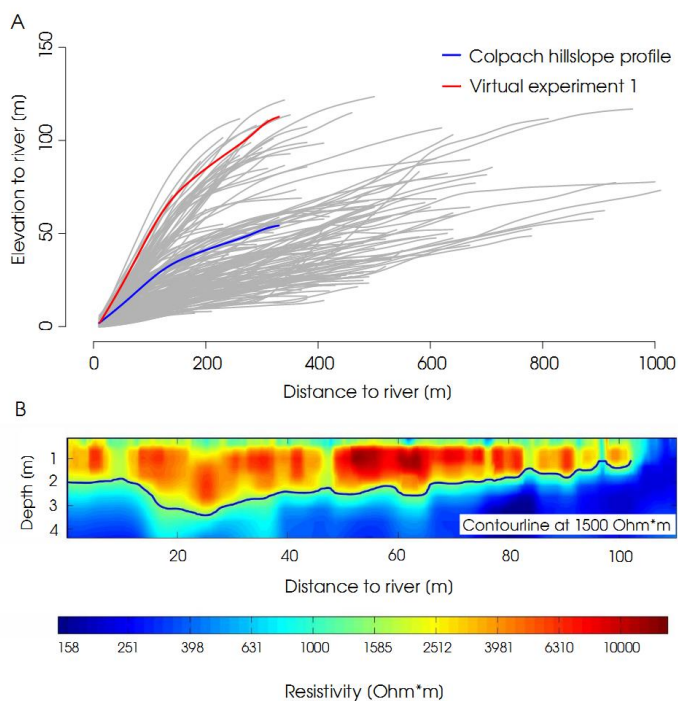 A
150
100
50
0
Elevation to river [m]
Colpach hillslope profile
Virtual experiment 1
0 200 400 600 800 1000
Distance to river [m]
B
1
2
3
4
Depth [m]
Contourline at 1500 Ohm*m
20 40 60 80 100
Distance to river [m]
158 251 398 631 1000 1585 2512 3981 6310 10000
Resistivity [Ohm*m]